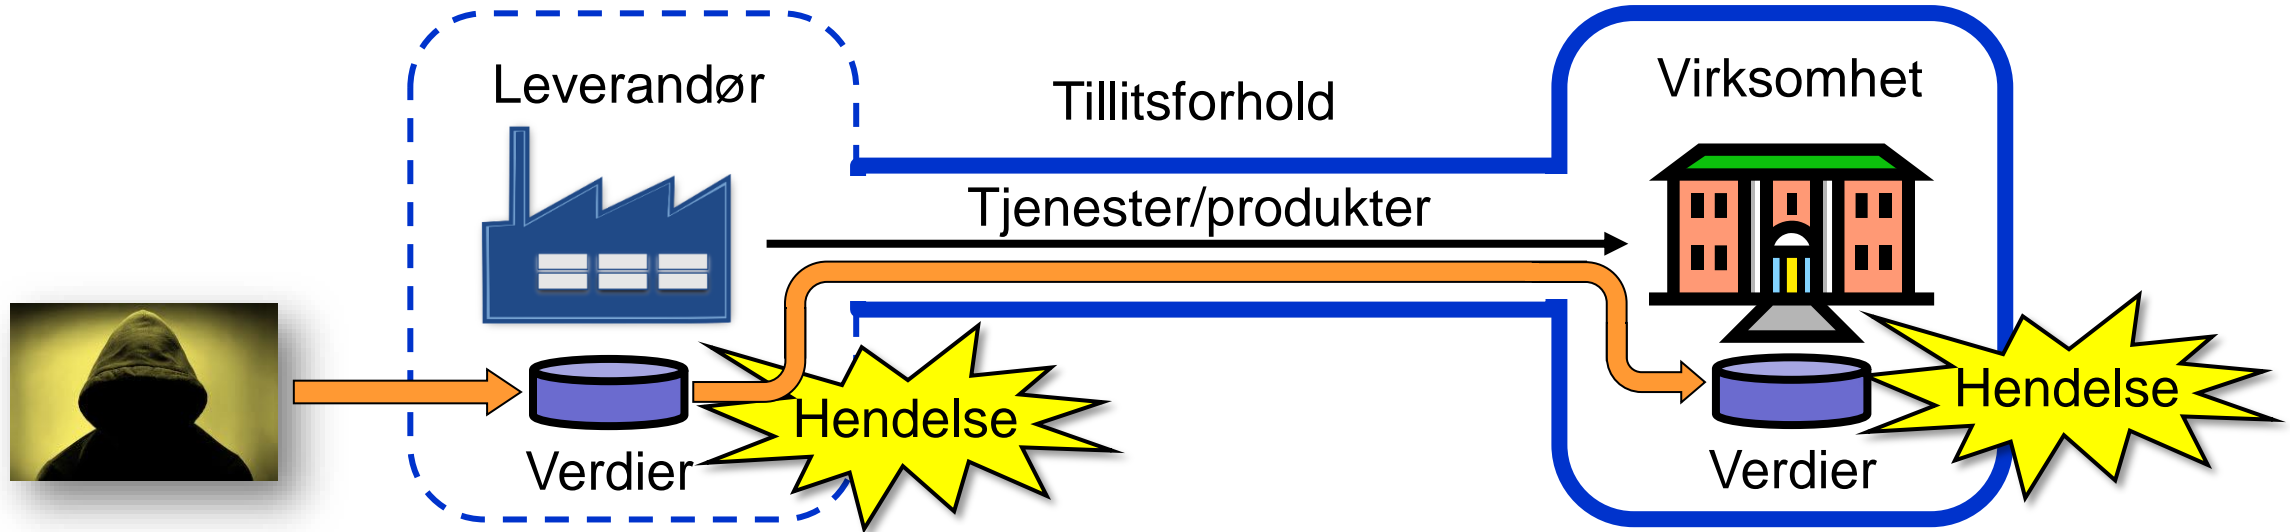 Leverandør
Tillitsforhold
Virksomhet
Tjenester/produkter
Hendelse
Verdier
Hendelse
Verdier